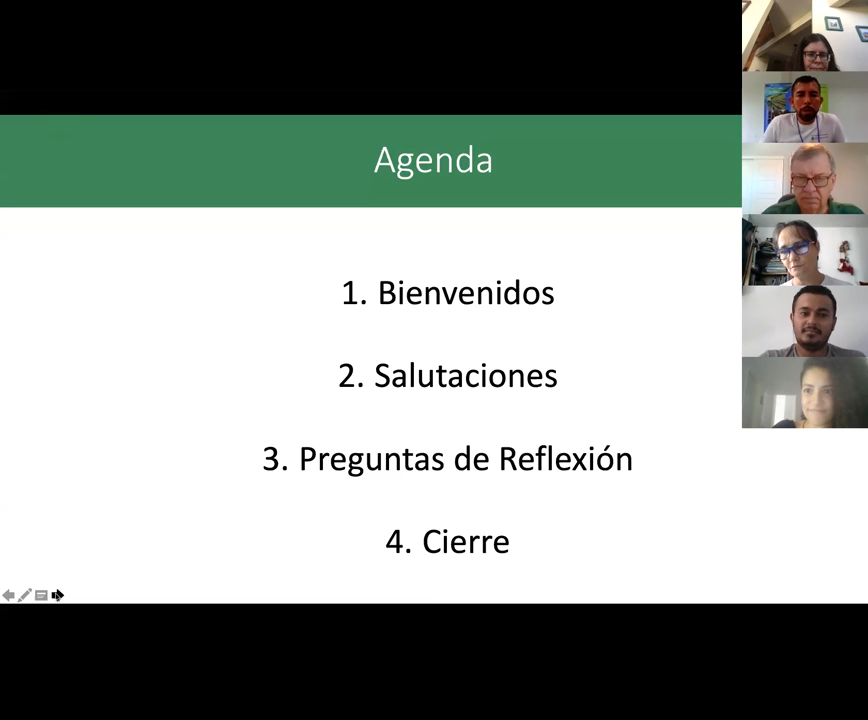 Agenda
1. Bienvenidos
2. Salutaciones
3. Preguntas de Reflexión
4. Cierre